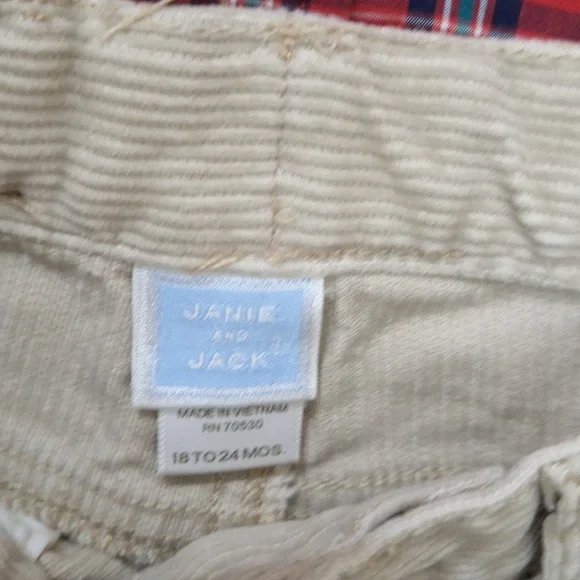 JANIE
AND
JACK
MADE IN VIETNAM
RN 70530
18 TO 24 MOS.